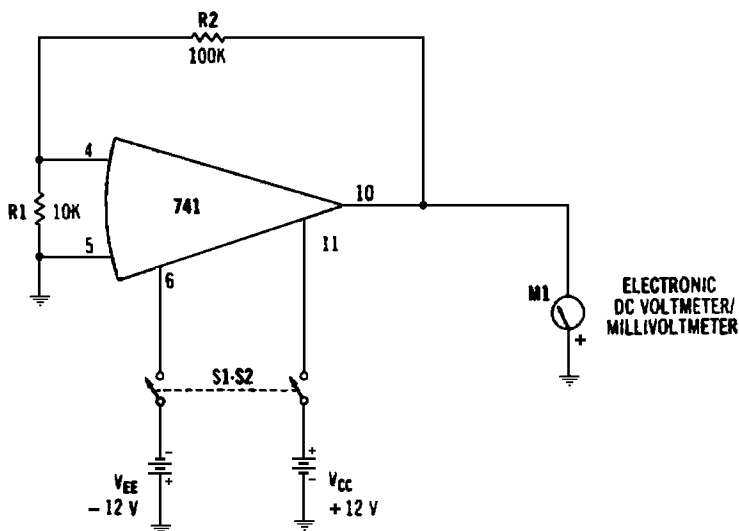 R2
100K
4
R1 10K
741
10
5
11
6
M1
+
ELECTRONIC
DC VOLTMETER/
MILLIVOLTMETER
S1-S2
-
+
VEE
- 12 V
+
-
VCC
+ 12 V